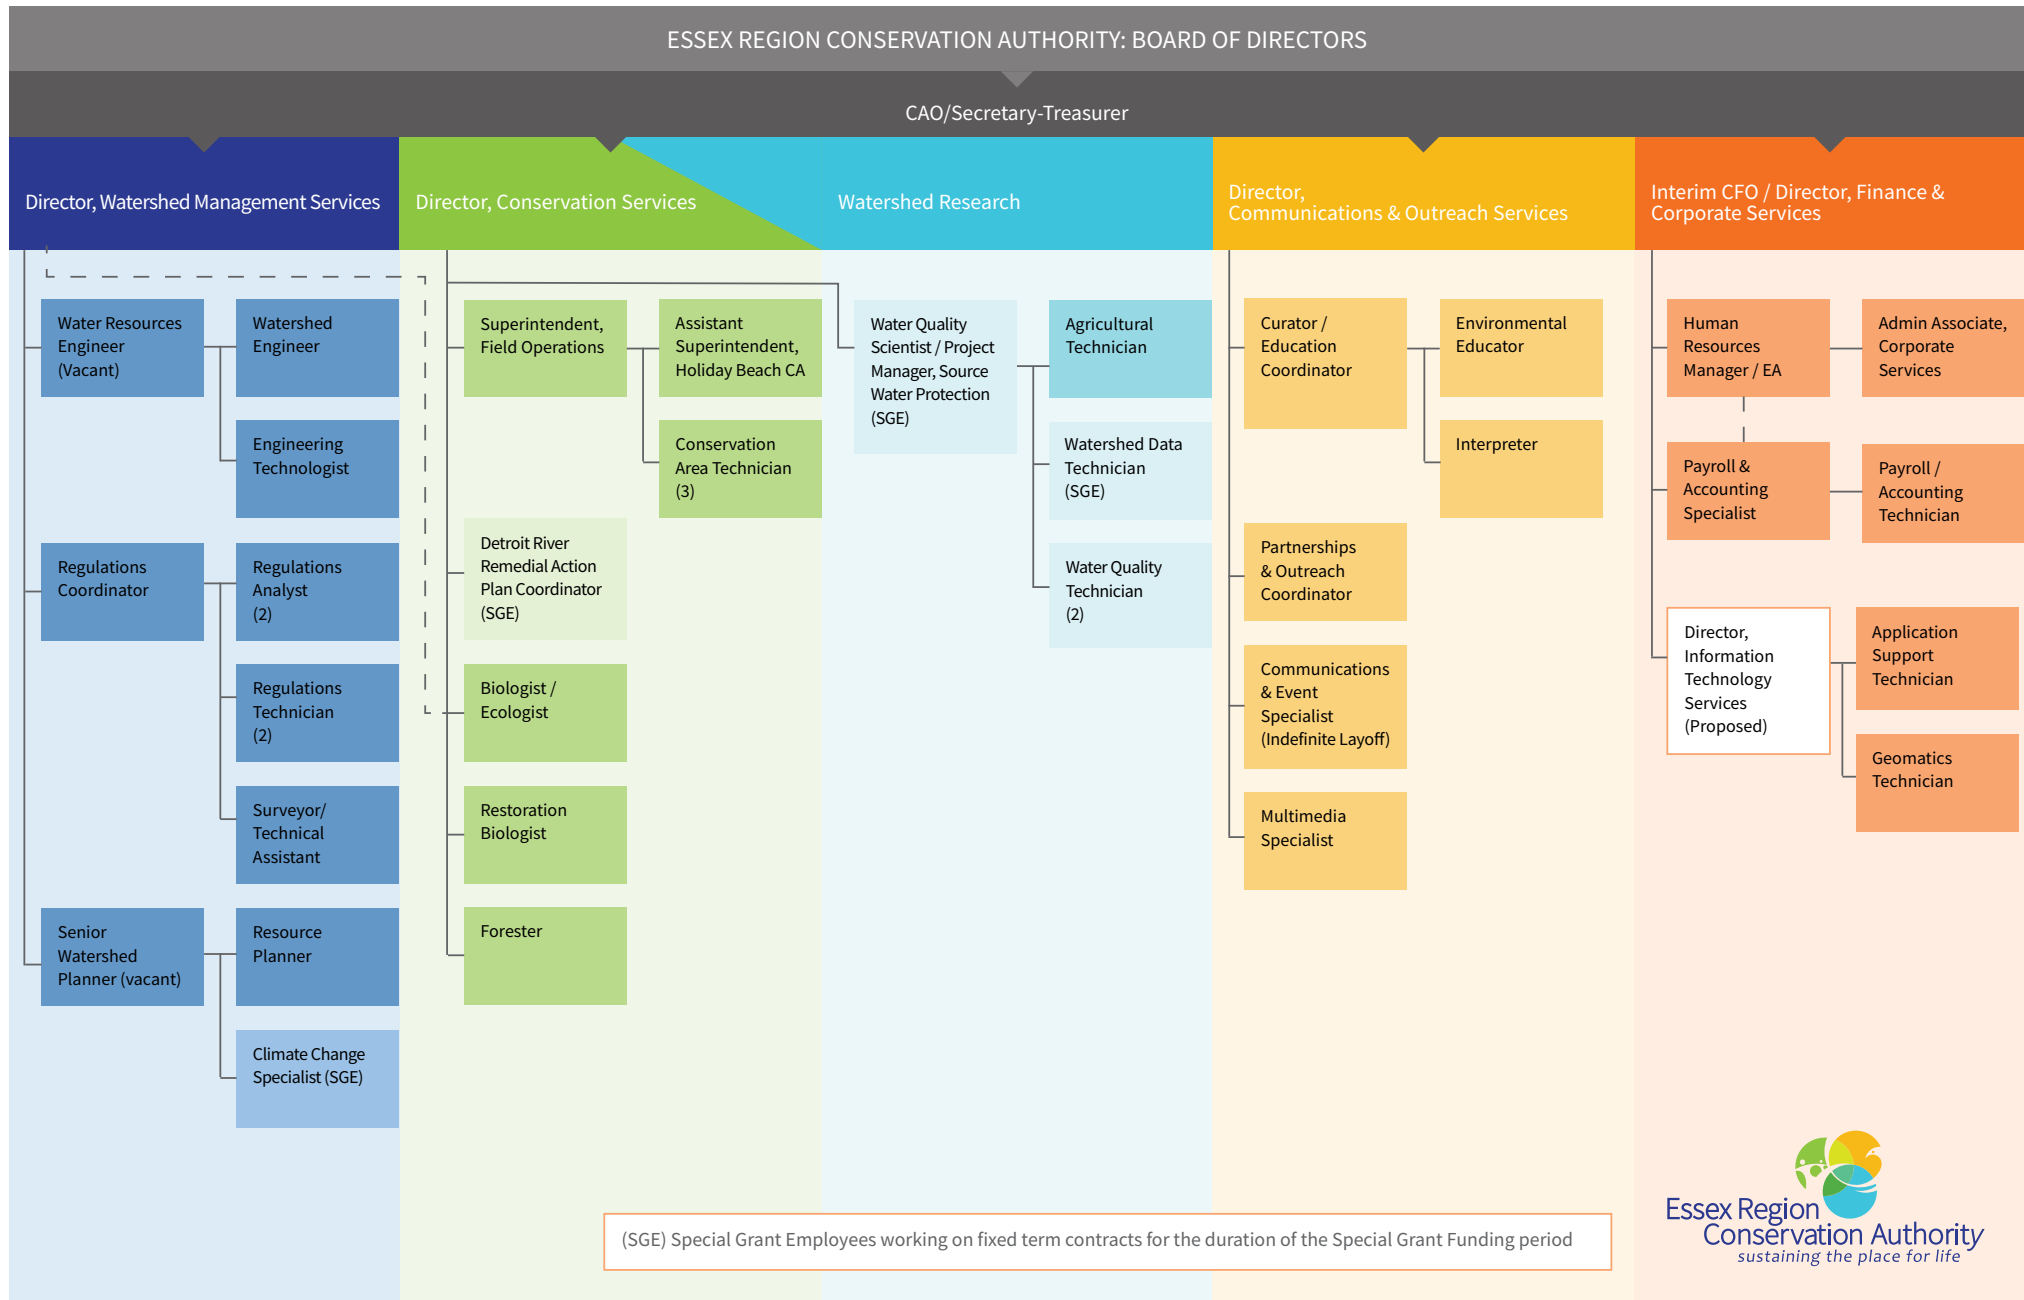 ESSEX REGION CONSERVATION AUTHORITY: BOARD OF DIRECTORS
CAO/Secretary-Treasurer
Director, Watershed Management Services
Director, Conservation Services
Watershed Research
Director,
Communications & Outreach Services
Interim CFO / Director, Finance &
Corporate Services
Water Resources
Engineer
(Vacant)
Watershed
Engineer
Engineering
Technologist
Regulations
Coordinator
Regulations
Analyst
(2)
Regulations
Technician
(2)
Surveyor/
Technical
Assistant
Senior
Watershed
Planner (vacant)
Resource
Planner
Climate Change
Specialist (SGE)
Superintendent,
Field Operations
Assistant
Superintendent,
Holiday Beach CA
Conservation
Area Technician
(3)
Detroit River
Remedial Action
Plan Coordinator
(SGE)
Biologist /
Ecologist
Restoration
Biologist
Forester
Water Quality
Scientist / Project
Manager, Source
Water Protection
(SGE)
Agricultural
Technician
Watershed Data
Technician
(SGE)
Water Quality
Technician
(2)
Curator /
Education
Coordinator
Environmental
Educator
Interpreter
Partnerships
& Outreach
Coordinator
Communications
& Event
Specialist
(Indefinite Layoff)
Multimedia
Specialist
Human
Resources
Manager / EA
Admin Associate,
Corporate
Services
Payroll &
Accounting
Specialist
Payroll /
Accounting
Technician
Director,
Information
Technology
Services
(Proposed)
Application
Support
Technician
Geomatics
Technician
(SGE) Special Grant Employees working on fixed term contracts for the duration of the Special Grant Funding period
Essex Region
Conservation Authority
sustaining the place for life